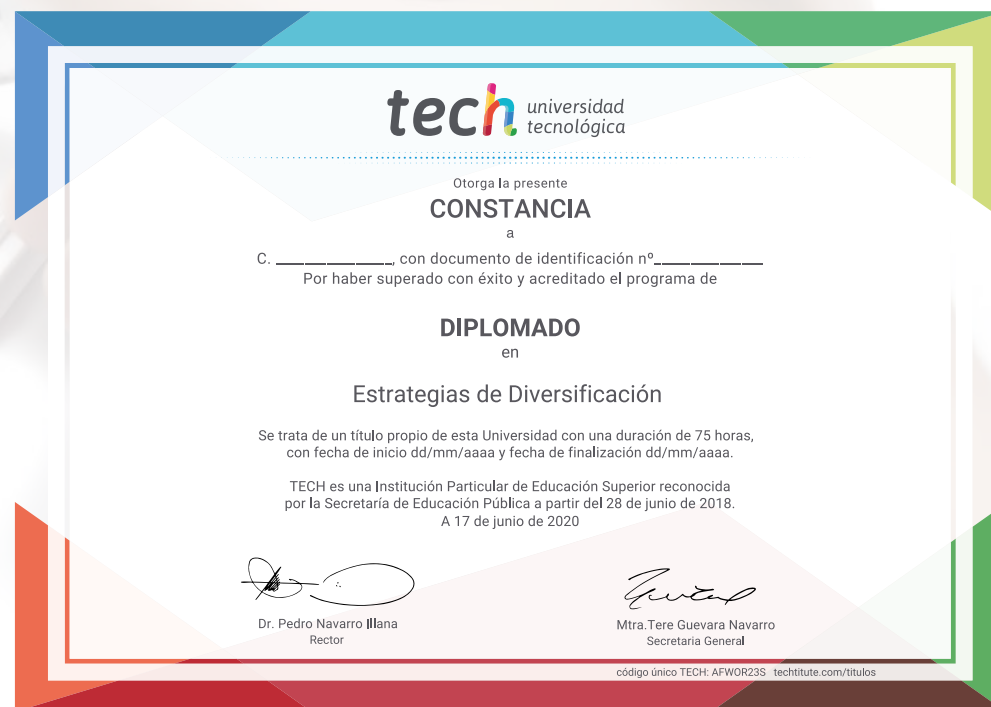 tech universidad
tecnológica
Otorga la presente
CONSTANCIA
a
C. ______________, con documento de identificación nº______________
Por haber superado con éxito y acreditado el programa de
DIPLOMADO
en
Estrategias de Diversificación
Se trata de un título propio de esta Universidad con una duración de 75 horas,
con fecha de inicio dd/mm/aaaa y fecha de finalización dd/mm/aaaa.
TECH es una Institución Particular de Educación Superior reconocida
por la Secretaría de Educación Pública a partir del 28 de junio de 2018.
A 17 de junio de 2020
Dr. Pedro Navarro Illana
Rector
Mtra.Tere Guevara Navarro
Secretaria General
código único TECH: AFWOR23S techtitute.com/titulos